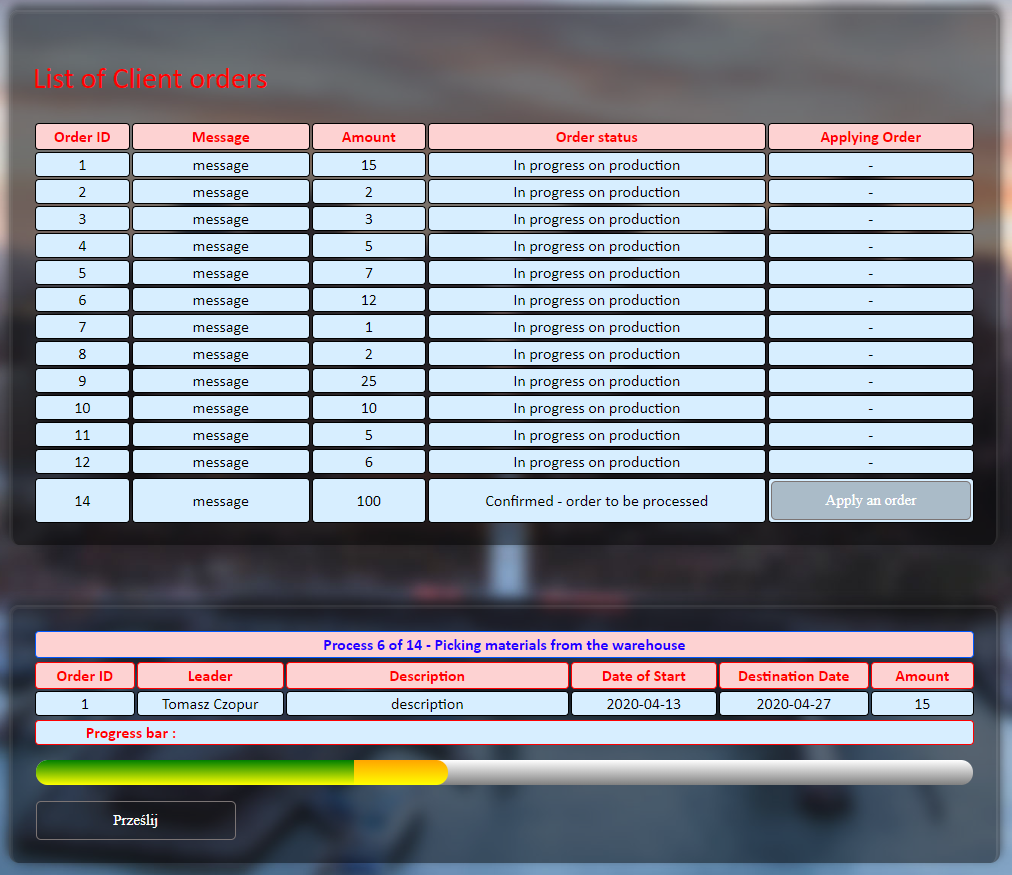 List of Client orders
Order ID Message Amount Order status Applying Order
1 message 15 In progress on production -
2 message 2 In progress on production -
3 message 3 In progress on production -
4 message 5 In progress on production -
5 message 7 In progress on production -
6 message 12 In progress on production -
7 message 1 In progress on production -
8 message 2 In progress on production -
9 message 25 In progress on production -
10 message 10 In progress on production -
11 message 5 In progress on production -
12 message 6 In progress on production -
14 message 100 Confirmed - order to be processed Apply an order
Process 6 of 14 - Picking materials from the warehouse
Order ID Leader Description Date of Start Destination Date Amount
1 Tomasz Czopur description 2020-04-13 2020-04-27 15
Progress bar :
Prześlij